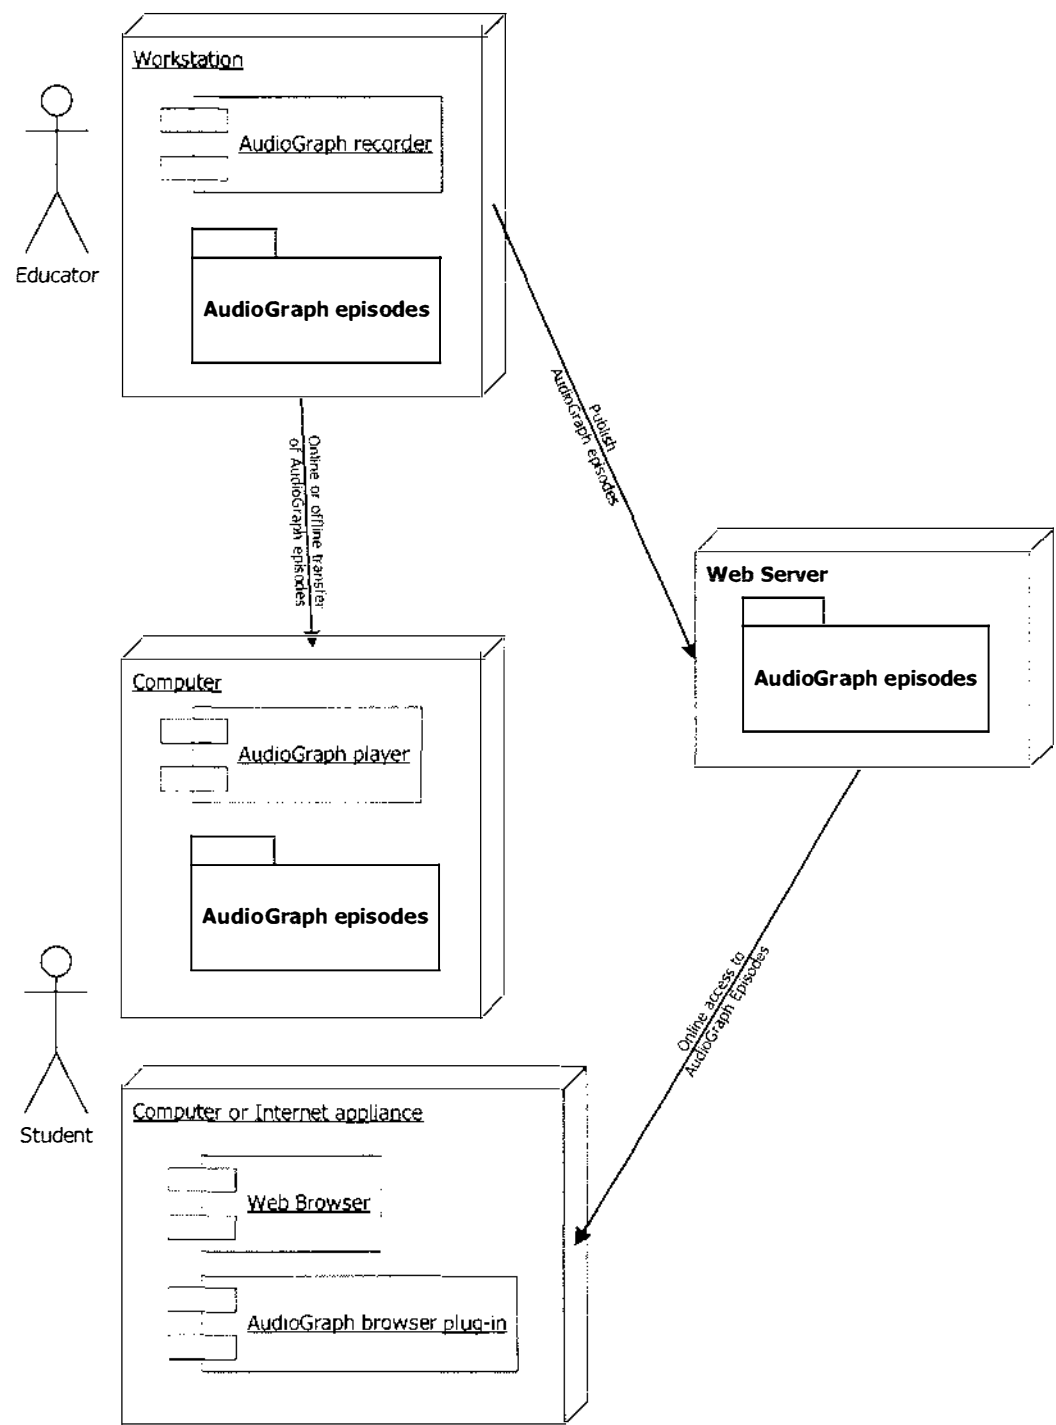 Workstation
AudioGraph recorder
Educator
AudioGraph episodes
Publish
AudioGraph episodes
Online or offline transfer
of AudioGraph episodes
Web Server
AudioGraph episodes
Computer
AudioGraph player
AudioGraph episodes
Online access to
AudioGraph Episodes
Student
Computer or Internet appliance
Web Browser
AudioGraph browser plug-in